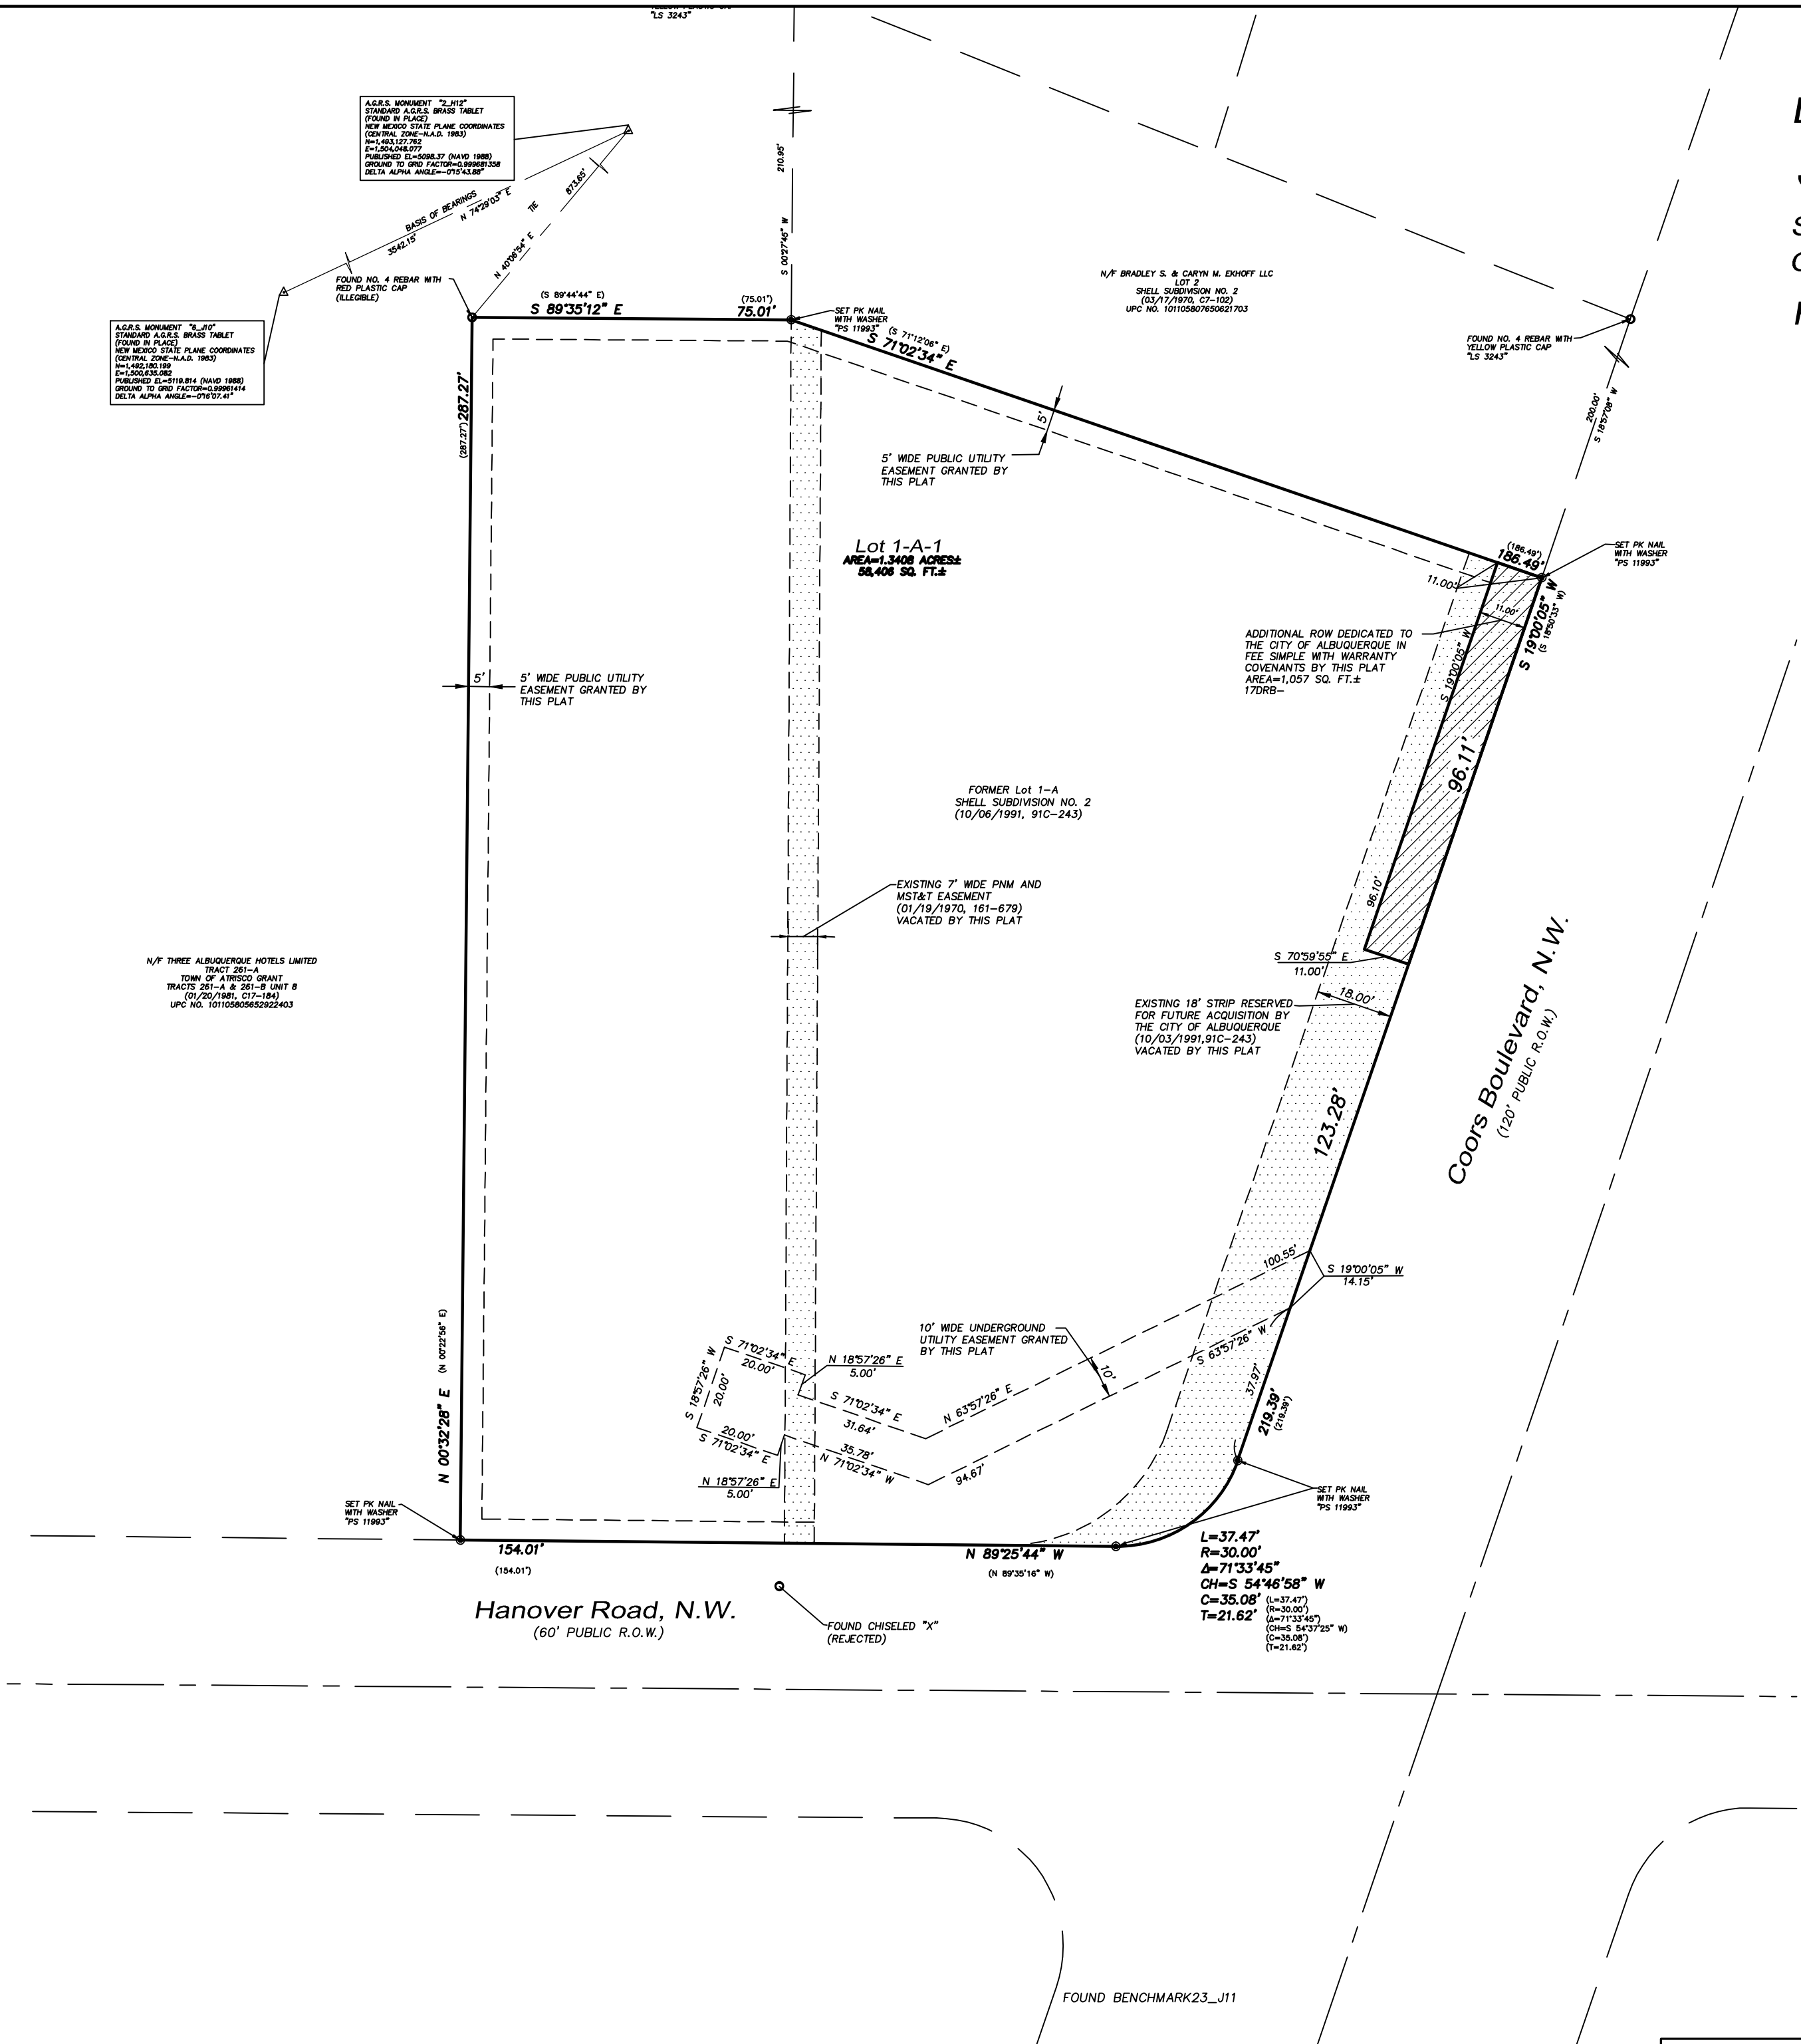 "LS 3243"
A.G.R.S. MONUMENT "2_H12"
STANDARD A.G.R.S. BRASS TABLET
(FOUND IN PLACE)
NEW MEXICO STATE PLANE COORDINATES
(CENTRAL ZONE-N.A.D. 1983)
N=1,493,127.762
E=1,504,048.077
PUBLISHED EL=5098.37 (NAVD 1988)
GROUND TO GRID FACTOR=0.999681358
DELTA ALPHA ANGLE=-0°15'43.88"
BASIS OF BEARINGS
N 74°29'03" E
3542.15'
N 40°06'54" E
TIE
873.65'
210.95'
S 00°27'45" W
FOUND NO. 4 REBAR WITH
RED PLASTIC CAP
(ILLEGIBLE)
A.G.R.S. MONUMENT "6_J10"
STANDARD A.G.R.S. BRASS TABLET
(FOUND IN PLACE)
NEW MEXICO STATE PLANE COORDINATES
(CENTRAL ZONE-N.A.D. 1983)
N=1,492,180.199
E=1,500,635.082
PUBLISHED EL=5119.814 (NAVD 1988)
GROUND TO GRID FACTOR=0.99961414
DELTA ALPHA ANGLE=-0°16'07.41"
(S 89°44'44" E)
S 89°35'12" E
(75.01')
75.01'
SET PK NAIL
WITH WASHER
"PS 11993"
(S 71°12'06" E)
S 71°02'34" E
N/F BRADLEY S. & CARYN M. EKHOFF LLC
LOT 2
SHELL SUBDIVISION NO. 2
(03/17/1970, C7-102)
UPC NO. 101105807650621703
FOUND NO. 4 REBAR WITH
YELLOW PLASTIC CAP
"LS 3243"
200.00'
S 18°57'08" W
(287.27')
287.27'
5'
5' WIDE PUBLIC UTILITY
EASEMENT GRANTED BY
THIS PLAT
Lot 1-A-1
AREA=1.3408 ACRES±
58,406 SQ. FT.±
(186.49')
186.49'
SET PK NAIL
WITH WASHER
"PS 11993"
11.00'
11.00'
S 19°00'05" W
(S 18°50'33" W)
S 19°00'05" W
ADDITIONAL ROW DEDICATED TO
THE CITY OF ALBUQUERQUE IN
FEE SIMPLE WITH WARRANTY
COVENANTS BY THIS PLAT
AREA=1,057 SQ. FT.±
17DRB-
5'
5' WIDE PUBLIC UTILITY
EASEMENT GRANTED BY
THIS PLAT
96.11'
96.10'
FORMER Lot 1-A
SHELL SUBDIVISION NO. 2
(10/06/1991, 91C-243)
EXISTING 7' WIDE PNM AND
MST&T EASEMENT
(01/19/1970, 161-679)
VACATED BY THIS PLAT
N/F THREE ALBUQUERQUE HOTELS LIMITED
TRACT 261-A
TOWN OF ATRISCO GRANT
TRACTS 261-A & 261-B UNIT 8
(01/20/1981, C17-184)
UPC NO. 101105805652922403
S 70°59'55" E
11.00'
18.00'
EXISTING 18' STRIP RESERVED
FOR FUTURE ACQUISITION BY
THE CITY OF ALBUQUERQUE
(10/03/1991,91C-243)
VACATED BY THIS PLAT
Coors Boulevard, N.W.
(120' PUBLIC R.O.W.)
123.28'
100.55'
S 19°00'05" W
14.15'
10' WIDE UNDERGROUND
UTILITY EASEMENT GRANTED
BY THIS PLAT
10'
S 63°57'26" W
N 63°57'26" E
S 71°02'34" E
20.00'
N 18°57'26" E
5.00'
S 18°57'26" W
20.00'
S 71°02'34" E
31.64'
20.00'
S 71°02'34" E
35.78'
N 71°02'34" W
94.67'
N 18°57'26" E
5.00'
37.97'
219.39'
(219.39')
N 00°32'28" E
(N 00°22'56" E)
SET PK NAIL
WITH WASHER
"PS 11993"
SET PK NAIL
WITH WASHER
"PS 11993"
154.01'
(154.01')
N 89°25'44" W
(N 89°35'16" W)
L=37.47'
R=30.00'
Δ=71°33'45"
CH=S 54°46'58" W
C=35.08'
T=21.62'
(L=37.47')
(R=30.00')
(Δ=71°33'45")
(CH=S 54°37'25" W)
(C=35.08')
(T=21.62')
Hanover Road, N.W.
(60' PUBLIC R.O.W.)
FOUND CHISELED "X"
(REJECTED)
FOUND BENCHMARK23_J11